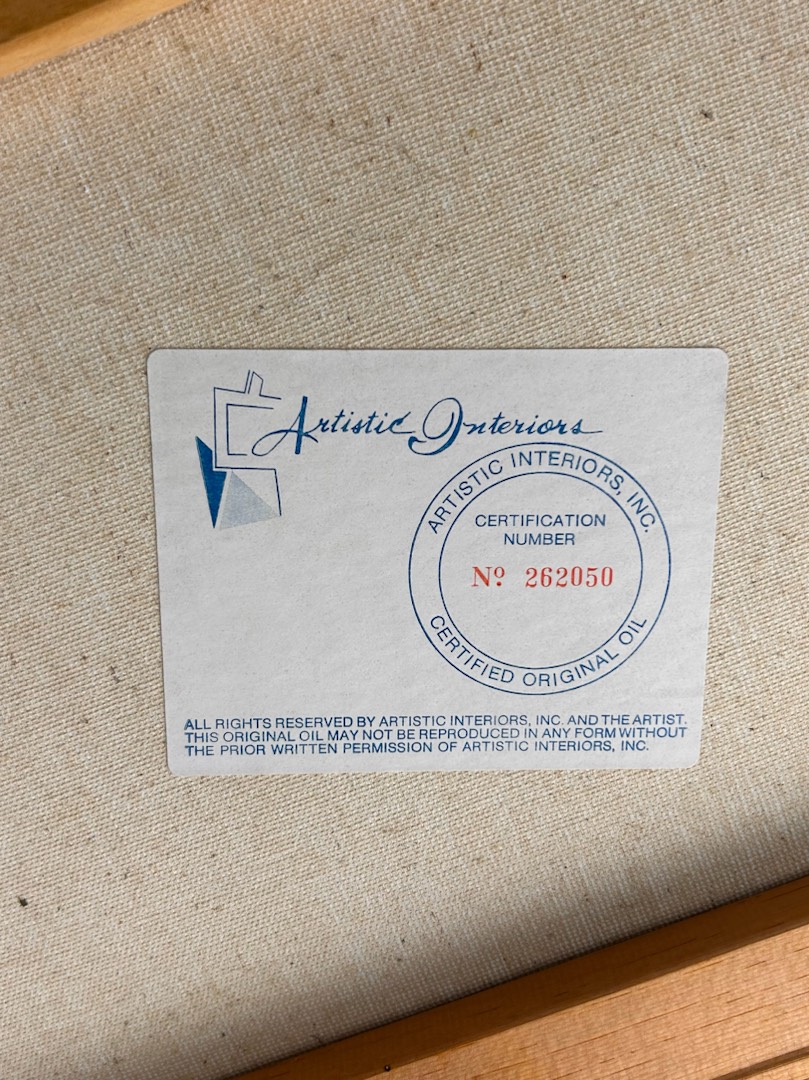 Artistic Interiors
ARTISTIC INTERIORS, INC.
CERTIFICATION
NUMBER
Nº 262050
CERTIFIED ORIGINAL OIL
ALL RIGHTS RESERVED BY ARTISTIC INTERIORS, INC. AND THE ARTIST.
THIS ORIGINAL OIL MAY NOT BE REPRODUCED IN ANY FORM WITHOUT
THE PRIOR WRITTEN PERMISSION OF ARTISTIC INTERIORS, INC.